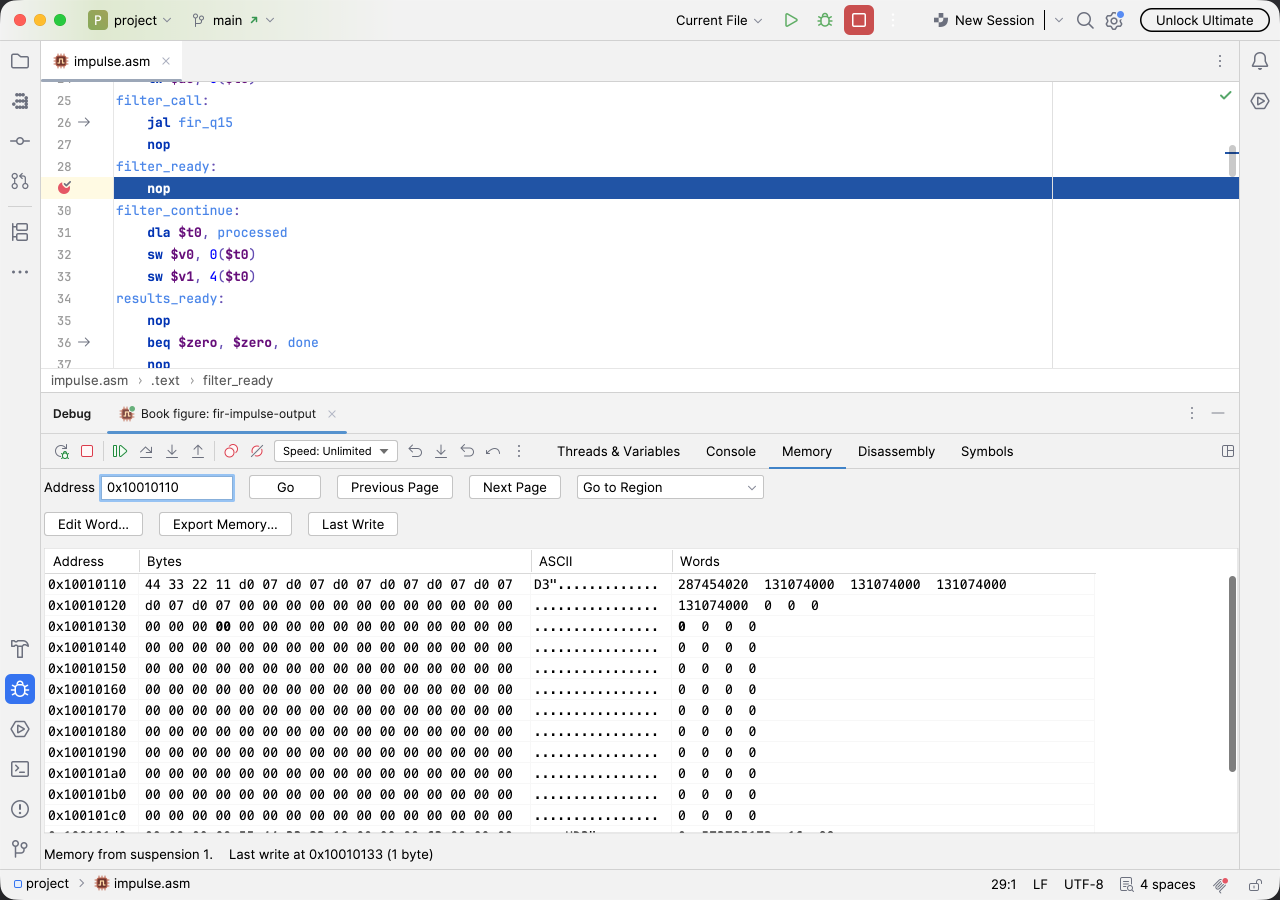 P project main Current File New Session Unlock Ultimate
impulse.asm
25 filter_call:
26 jal fir_q15
27 nop
28 filter_ready:
nop
30 filter_continue:
31 dla $t0, processed
32 sw $v0, 0($t0)
33 sw $v1, 4($t0)
34 results_ready:
35 nop
36 beq $zero, $zero, done
37 nop
impulse.asm › .text › filter_ready
Debug Book figure: fir-impulse-output
Speed: Unlimited Threads & Variables Console Memory Disassembly Symbols
Address 0x10010110 Go Previous Page Next Page Go to Region
Edit Word... Export Memory... Last Write
Address Bytes ASCII Words
0x10010110 44 33 22 11 d0 07 d0 07 d0 07 d0 07 d0 07 d0 07 D3"............. 287454020 131074000 131074000 131074000
0x10010120 d0 07 d0 07 00 00 00 00 00 00 00 00 00 00 00 00 ................ 131074000 0 0 0
0x10010130 00 00 00 00 00 00 00 00 00 00 00 00 00 00 00 00 ................ 0 0 0 0
0x10010140 00 00 00 00 00 00 00 00 00 00 00 00 00 00 00 00 ................ 0 0 0 0
0x10010150 00 00 00 00 00 00 00 00 00 00 00 00 00 00 00 00 ................ 0 0 0 0
0x10010160 00 00 00 00 00 00 00 00 00 00 00 00 00 00 00 00 ................ 0 0 0 0
0x10010170 00 00 00 00 00 00 00 00 00 00 00 00 00 00 00 00 ................ 0 0 0 0
0x10010180 00 00 00 00 00 00 00 00 00 00 00 00 00 00 00 00 ................ 0 0 0 0
0x10010190 00 00 00 00 00 00 00 00 00 00 00 00 00 00 00 00 ................ 0 0 0 0
0x100101a0 00 00 00 00 00 00 00 00 00 00 00 00 00 00 00 00 ................ 0 0 0 0
0x100101b0 00 00 00 00 00 00 00 00 00 00 00 00 00 00 00 00 ................ 0 0 0 0
0x100101c0 00 00 00 00 00 00 00 00 00 00 00 00 00 00 00 00 ................ 0 0 0 0
Memory from suspension 1. Last write at 0x10010133 (1 byte)
project › impulse.asm 29:1 LF UTF-8 4 spaces